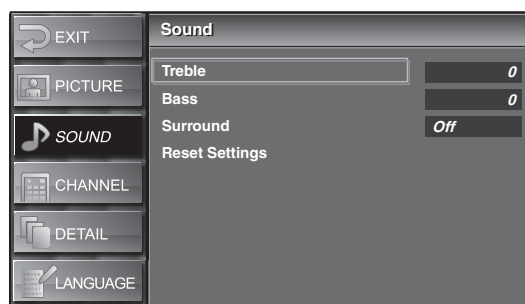 EXIT
PICTURE
SOUND
CHANNEL
DETAIL
LANGUAGE
Sound
Treble 0
Bass 0
Surround Off
Reset Settings